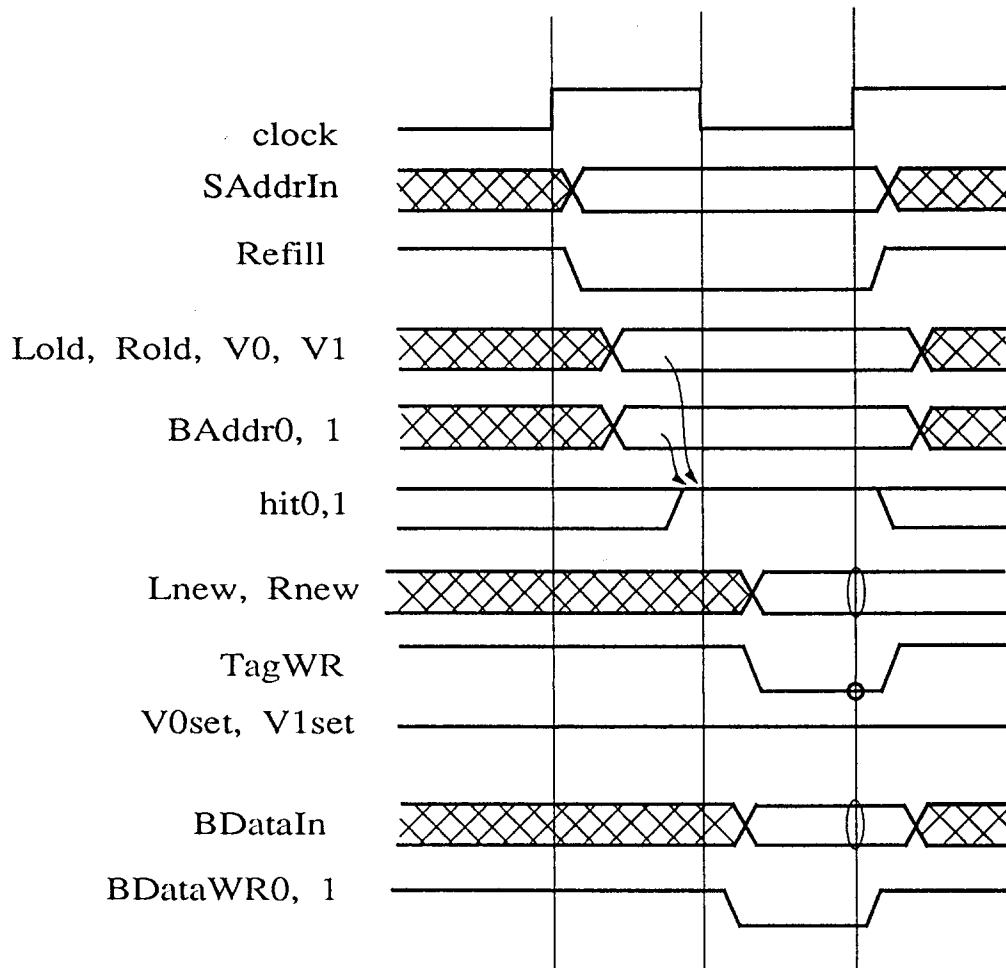 clock
SAddrIn
Refill
Lold, Rold, V0, V1
BAddr0, 1
hit0,1
Lnew, Rnew
TagWR
V0set, V1set
BDataIn
BDataWR0, 1